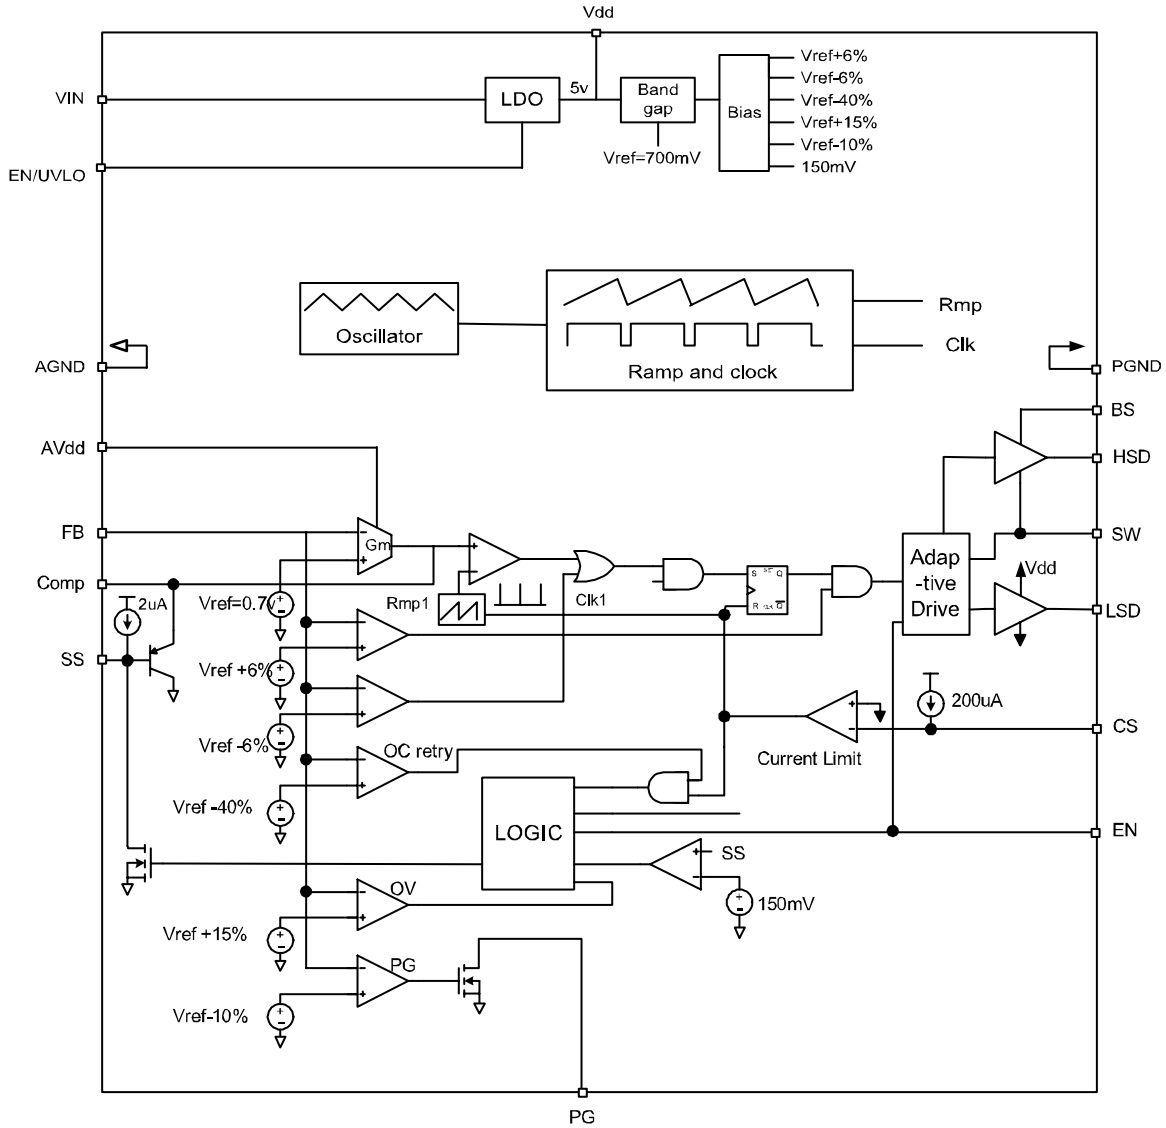 Vdd
VIN
LDO
5v
Band
gap
Bias
Vref+6%
Vref-6%
Vref-40%
Vref+15%
Vref-10%
150mV
Vref=700mV
EN/UVLO
Oscillator
Ramp and clock
Rmp
Clk
AGND
PGND
BS
AVdd
HSD
FB
Gm
SW
Comp
Adap
-tive
Drive
Vdd
2uA
Vref=0.7v
Rmp1
Clk1
S
SET
Q
R
CLR
Q
LSD
SS
Vref +6%
200uA
CS
Vref -6%
Current Limit
OC retry
Vref -40%
LOGIC
EN
SS
150mV
OV
Vref +15%
PG
Vref-10%
PG